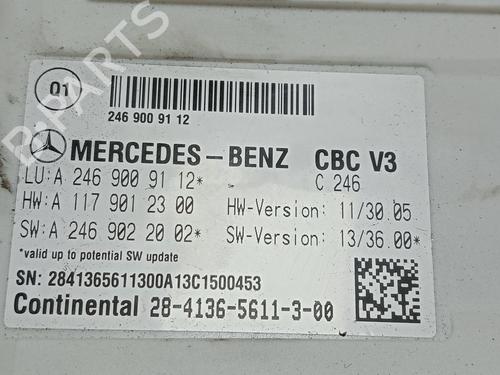 01
246 900 91 12
MERCEDES-BENZ CBC V3
LU: A 246 900 91 12* C 246
HW: A 117 901 23 00 HW-Version: 11/30.05
SW: A 246 902 20 02* SW-Version: 13/36.00*
*valid up to potential SW update
SN: 2841365611300A13C1500453
Continental 28-4136-5611-3-00